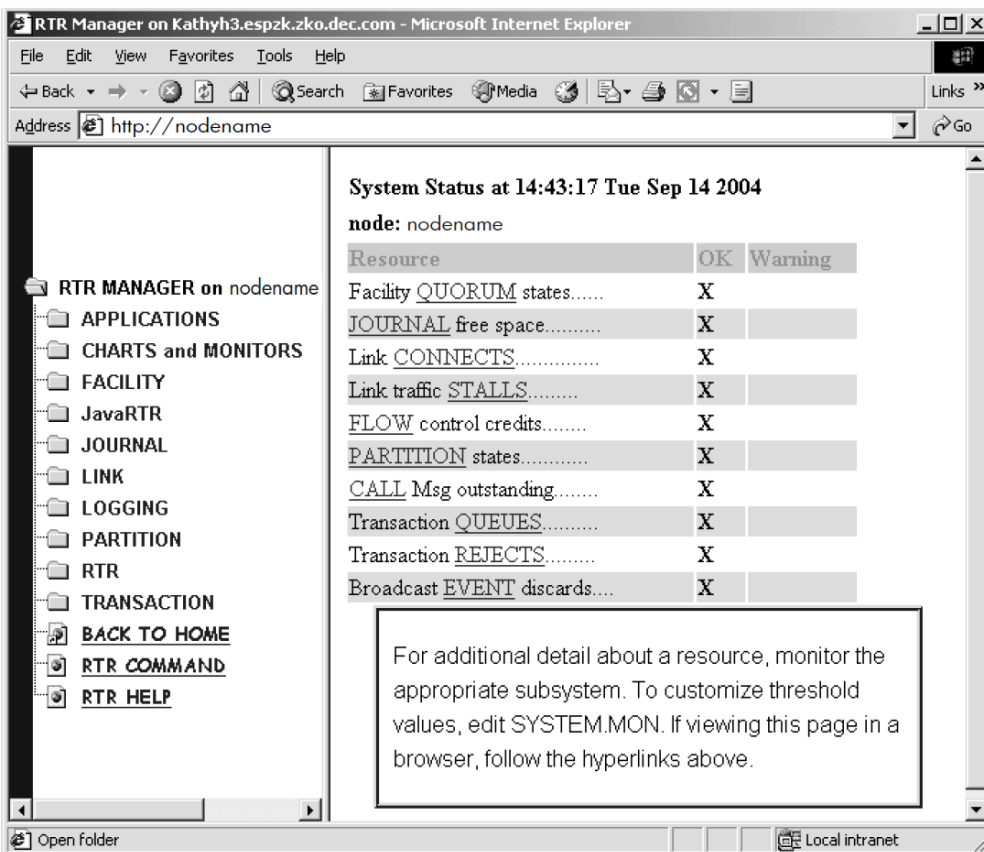 RTR Manager on Kathyh3.espzk.zko.dec.com - Microsoft Internet Explorer
File Edit View Favorites Tools Help
Back Search Favorites Media Links »
Address http://nodename Go
RTR MANAGER on nodename
APPLICATIONS
CHARTS and MONITORS
FACILITY
JavaRTR
JOURNAL
LINK
LOGGING
PARTITION
RTR
TRANSACTION
BACK TO HOME
RTR COMMAND
RTR HELP
System Status at 14:43:17 Tue Sep 14 2004
node: nodename
Resource OK Warning
Facility QUORUM states...... X
JOURNAL free space.......... X
Link CONNECTS............... X
Link traffic STALLS......... X
FLOW control credits........ X
PARTITION states............ X
CALL Msg outstanding........ X
Transaction QUEUES.......... X
Transaction REJECTS......... X
Broadcast EVENT discards.... X
For additional detail about a resource, monitor the
appropriate subsystem. To customize threshold
values, edit SYSTEM.MON. If viewing this page in a
browser, follow the hyperlinks above.
Open folder Local intranet